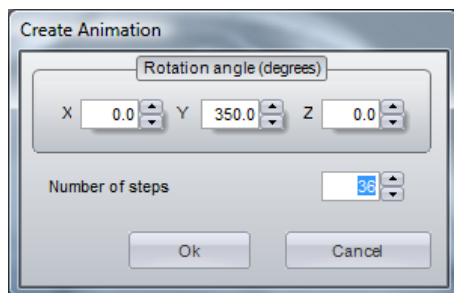 Create Animation
Rotation angle (degrees)
X 0.0 Y 350.0 Z 0.0
Number of steps 36
Ok Cancel